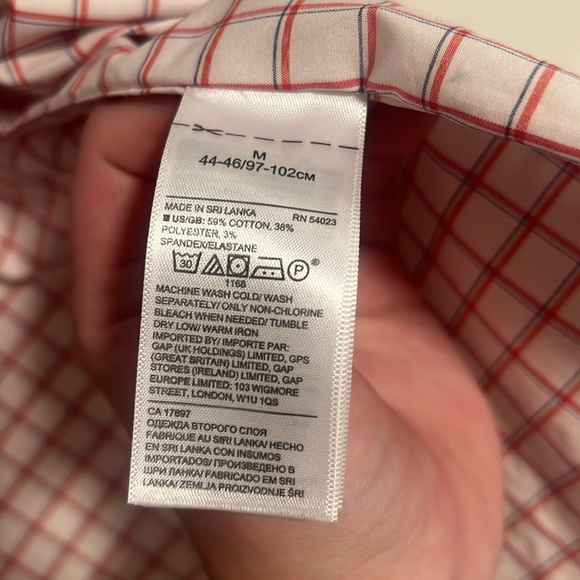 M
44-46/97-102CM
MADE IN SRI LANKA RN 54023
US/GB: 59% COTTON, 38%
POLYESTER, 3%
SPANDEX/ELASTANE
30 P ®
1168
MACHINE WASH COLD/ WASH
SEPARATELY/ ONLY NON-CHLORINE
BLEACH WHEN NEEDED/ TUMBLE
DRY LOW/ WARM IRON
IMPORTED BY/ IMPORTE PAR:
GAP (UK HOLDINGS) LIMITED, GPS
(GREAT BRITAIN) LIMITED, GAP
STORES (IRELAND) LIMITED, GAP
EUROPE LIMITED: 103 WIGMORE
STREET, LONDON, W1U 1QS
CA 17897
ОДЕЖДА ВТОРОГО СЛОЯ
FABRIQUÉ AU SRI LANKA/ HECHO
EN SRI LANKA CON INSUMOS
IMPORTADOS/ ПРОИЗВЕДЕНО В
ШРИ ЛАНКА/ FABRICADO EM SRI
LANKA/ ZEMLJA PROIZVODNJE ŠRI